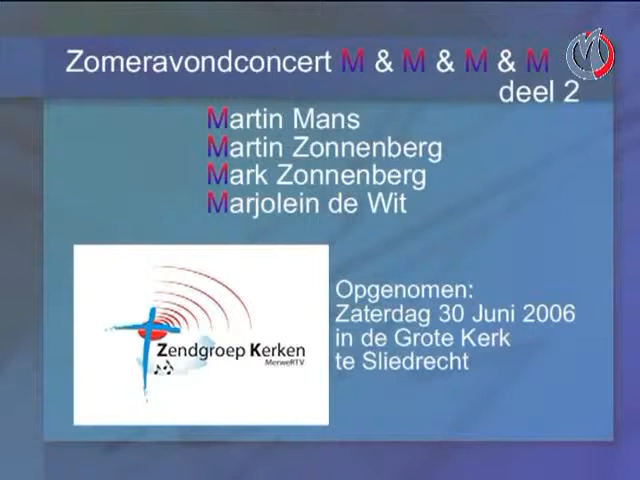 Zomeravondconcert M & M & M & M
deel 2
Martin Mans
Martin Zonnenberg
Mark Zonnenberg
Marjolein de Wit
Zendgroep Kerken
MerweRTV
Opgenomen:
Zaterdag 30 Juni 2006
in de Grote Kerk
te Sliedrecht